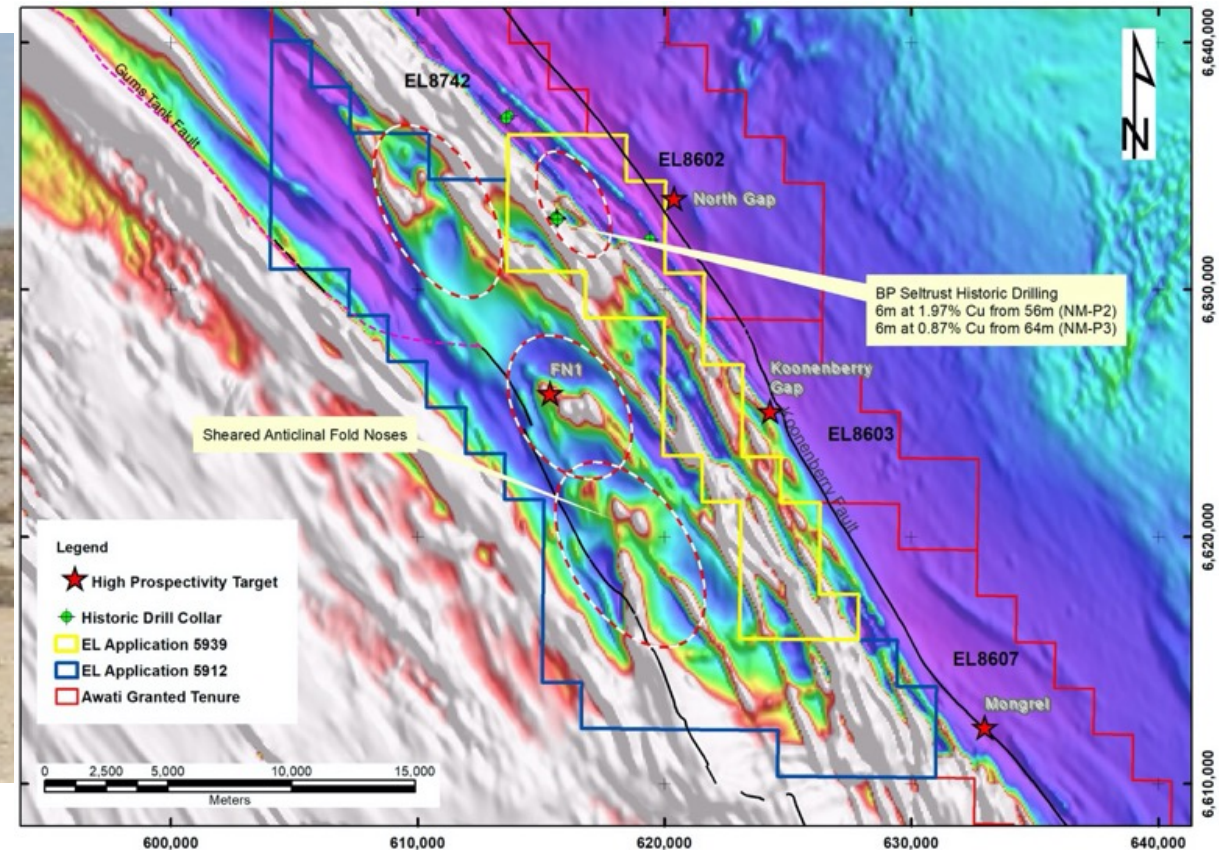 6,640,000
6,630,000
6,620,000
6,610,000
Gums Tank Fault
EL8742
N
EL8602
North Gap
BP Seltrust Historic Drilling
6m at 1.97% Cu from 56m (NM-P2)
6m at 0.87% Cu from 64m (NM-P3)
FN1
Koonenberry
Gap
Sheared Anticlinal Fold Noses
EL8603
Koonenberry Fault
Legend
High Prospectivity Target
Historic Drill Collar
EL Application 5939
EL Application 5912
Awati Granted Tenure
EL8607
Mongrel
0 2,500 5,000 10,000 15,000
Meters
600,000 610,000 620,000 630,000 640,000